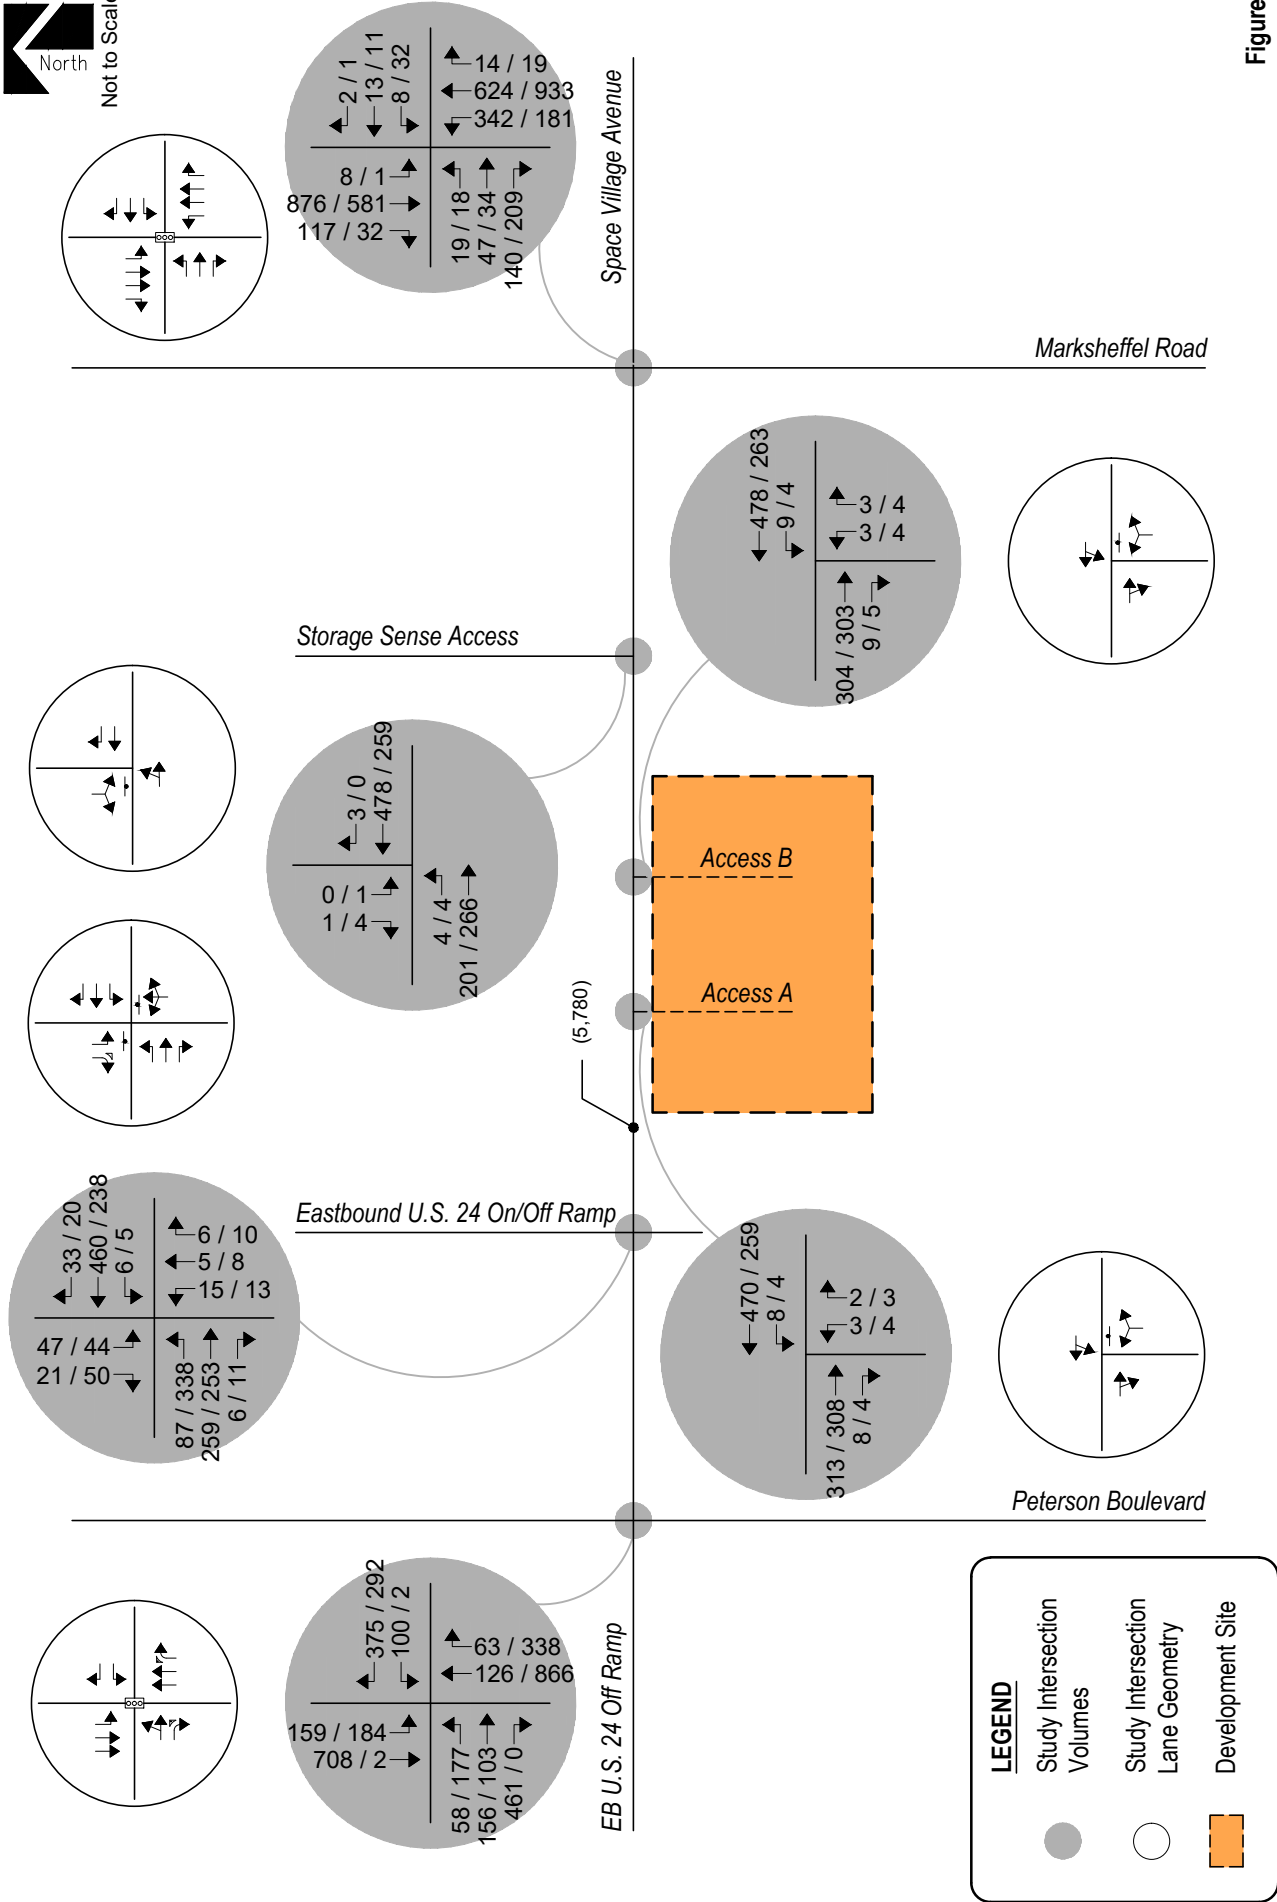 North
Not to Scale
Figure
2 / 1
13 / 11
8 / 32
14 / 19
624 / 933
342 / 181
8 / 1
876 / 581
117 / 32
19 / 18
47 / 34
140 / 209
Space Village Avenue
Marksheffel Road
478 / 263
9 / 4
3 / 4
3 / 4
304 / 303
9 / 5
Storage Sense Access
3 / 0
478 / 259
0 / 1
1 / 4
4 / 4
201 / 266
Access B
Access A
(5,780)
33 / 20
460 / 238
6 / 5
6 / 10
5 / 8
15 / 13
47 / 44
21 / 50
87 / 338
259 / 253
6 / 11
Eastbound U.S. 24 On/Off Ramp
470 / 259
8 / 4
2 / 3
3 / 4
313 / 308
8 / 4
Peterson Boulevard
375 / 292
100 / 2
63 / 338
126 / 866
159 / 184
708 / 2
58 / 177
156 / 103
461 / 0
EB U.S. 24 Off Ramp
LEGEND
Study Intersection
Volumes
Study Intersection
Lane Geometry
Development Site